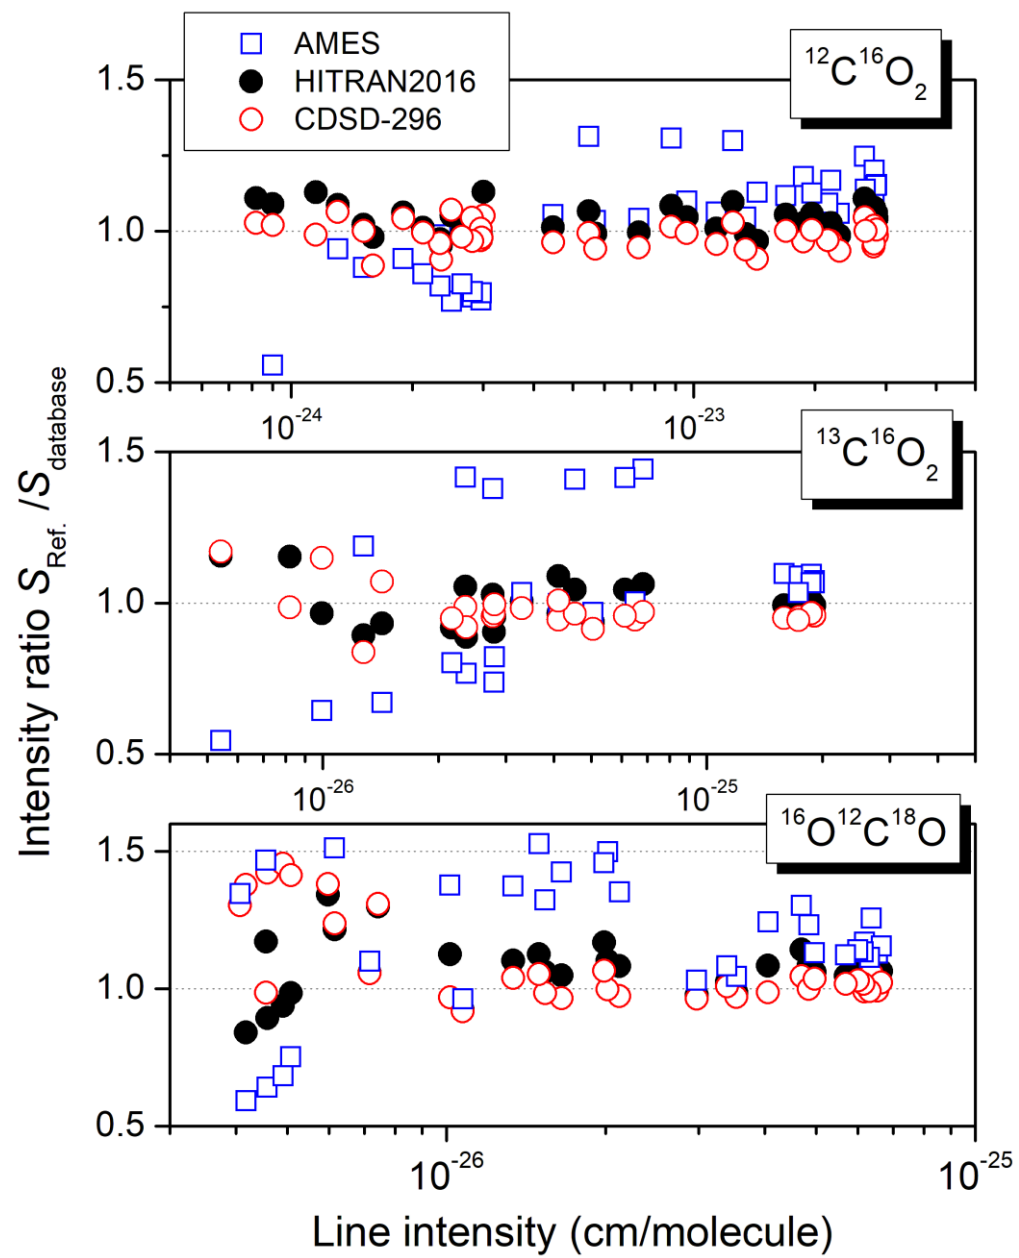 AMES
HITRAN2016
CDSD-296
¹²C¹⁶O₂
1.5
1.0
0.5
10⁻²⁴
10⁻²³
¹³C¹⁶O₂
1.5
1.0
0.5
10⁻²⁶
10⁻²⁵
¹⁶O¹²C¹⁸O
1.5
1.0
0.5
10⁻²⁶
10⁻²⁵
Intensity ratio S_Ref. /S_database
Line intensity (cm/molecule)